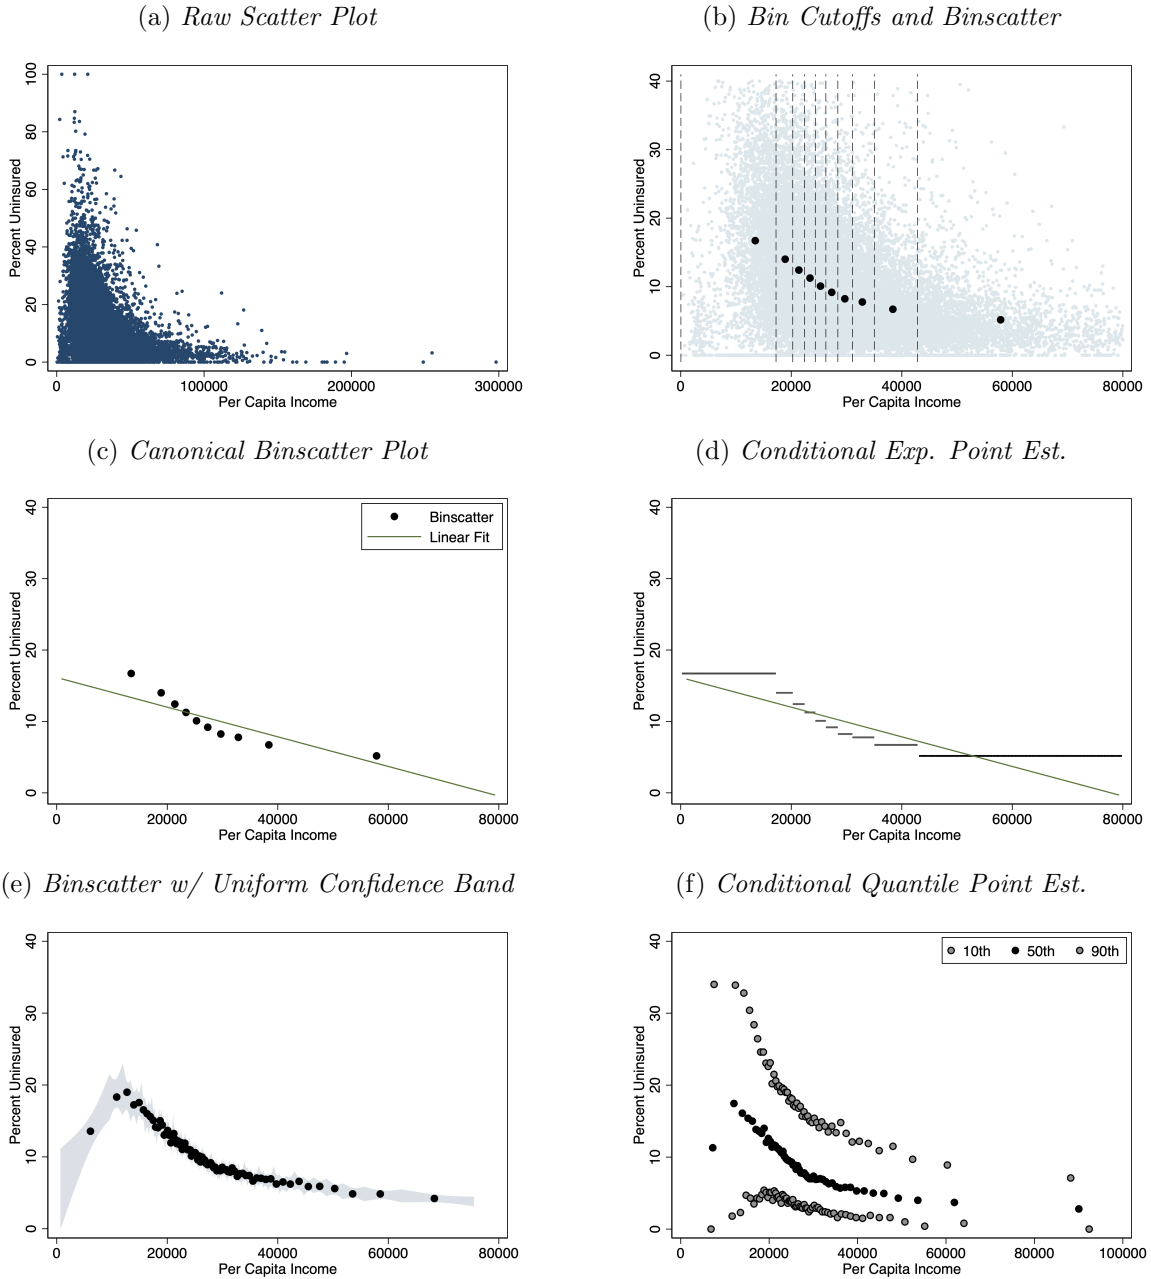 (a) Raw Scatter Plot
100
80
60
40
20
0
Percent Uninsured
0 100000 200000 300000
Per Capita Income
(b) Bin Cutoffs and Binscatter
40
30
20
10
0
Percent Uninsured
0 20000 40000 60000 80000
Per Capita Income
(c) Canonical Binscatter Plot
Binscatter
Linear Fit
40
30
20
10
0
Percent Uninsured
0 20000 40000 60000 80000
Per Capita Income
(d) Conditional Exp. Point Est.
40
30
20
10
0
Percent Uninsured
0 20000 40000 60000 80000
Per Capita Income
(e) Binscatter w/ Uniform Confidence Band
40
30
20
10
0
Percent Uninsured
0 20000 40000 60000 80000
Per Capita Income
(f) Conditional Quantile Point Est.
10th 50th 90th
40
30
20
10
0
Percent Uninsured
0 20000 40000 60000 80000 100000
Per Capita Income